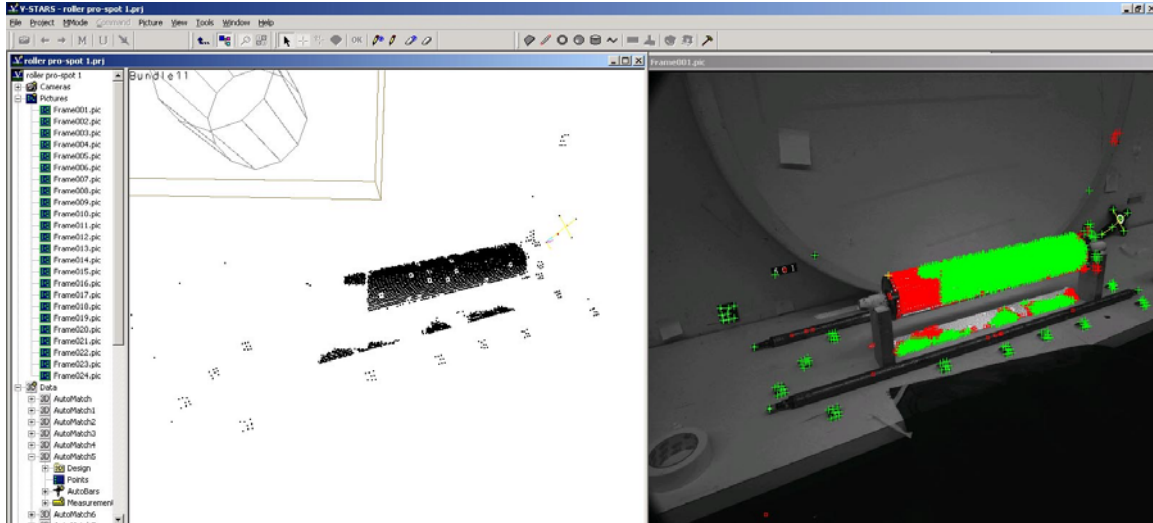 V-STARS - roller pro-spot 1.prj
File Project MMode Command Picture View Tools Window Help
M U OK
roller pro-spot 1.prj
Frame001.pic
roller pro-spot 1
Cameras
Pictures
Frame001.pic
Frame002.pic
Frame003.pic
Frame004.pic
Frame005.pic
Frame006.pic
Frame007.pic
Frame008.pic
Frame009.pic
Frame010.pic
Frame011.pic
Frame012.pic
Frame013.pic
Frame014.pic
Frame015.pic
Frame016.pic
Frame017.pic
Frame018.pic
Frame019.pic
Frame020.pic
Frame021.pic
Frame022.pic
Frame023.pic
Frame024.pic
Data
3D AutoMatch
3D AutoMatch1
3D AutoMatch2
3D AutoMatch3
3D AutoMatch4
3D AutoMatch5
Design
Points
AutoBars
Measuremen
3D AutoMatch6
Bundle11